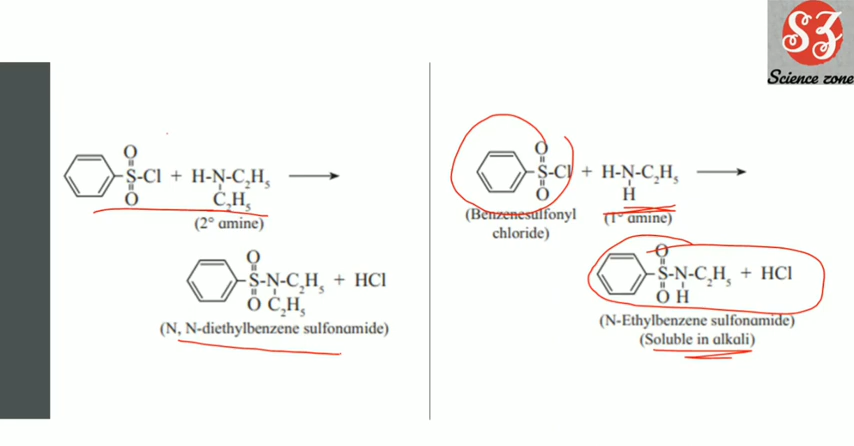 SZ
Science zone
O
S-Cl + H-N-C₂H₅
O C₂H₅
(2° amine)
O
S-N-C₂H₅ + HCl
O C₂H₅
(N, N-diethylbenzene sulfonamide)
O
S-Cl + H-N-C₂H₅
O H
(Benzenesulfonyl (1° amine)
chloride)
O
S-N-C₂H₅ + HCl
O H
(N-Ethylbenzene sulfonamide)
(Soluble in alkali)